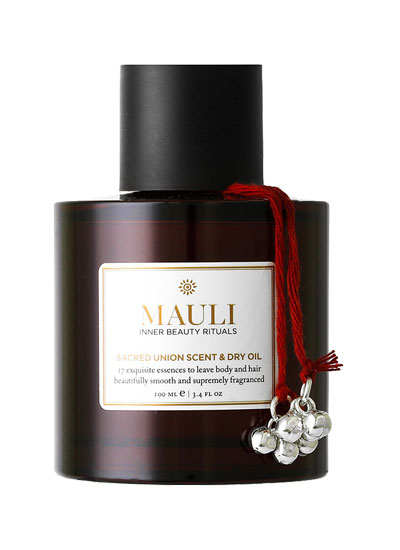 MAULI
INNER BEAUTY RITUALS
SACRED UNION SCENT & DRY OIL
17 exquisite essences to leave body and hair
beautifully smooth and supremely fragranced
100 ML e | 3.4 FL OZ